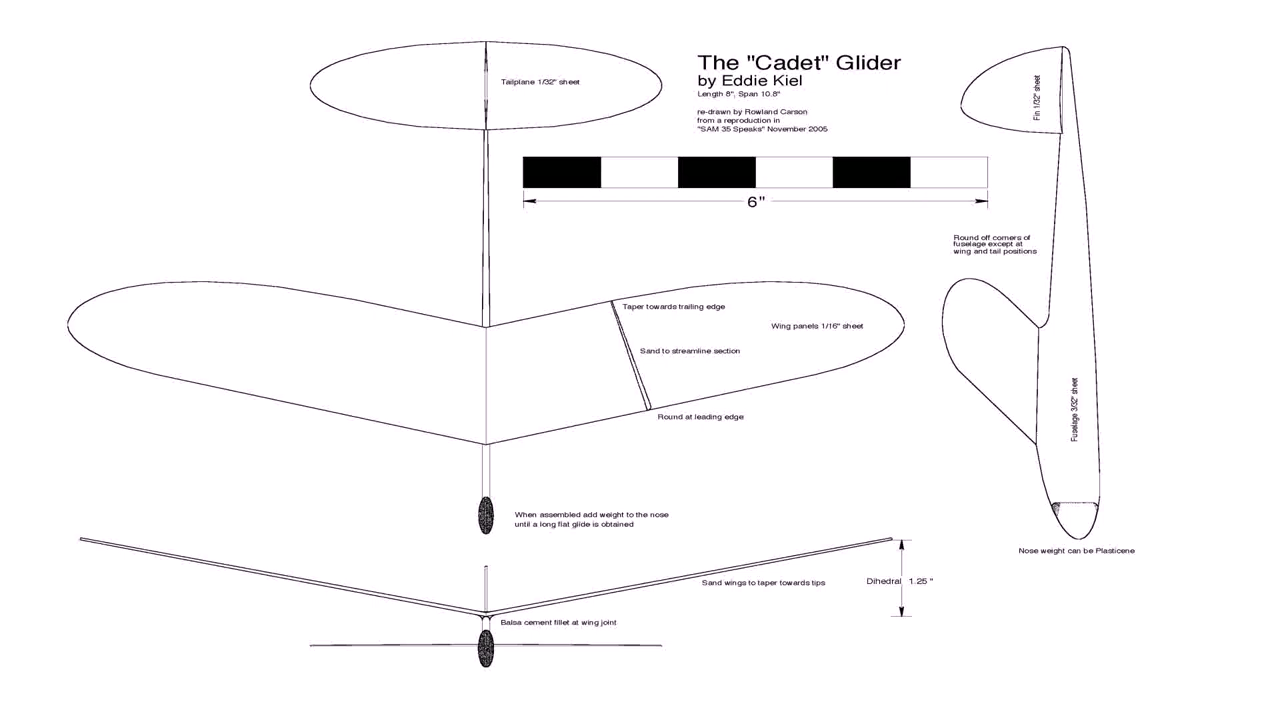 The "Cadet" Glider
by Eddie Kiel
Length 8", Span 10.8"
re-drawn by Rowland Carson
from a reproduction in
"SAM 35 Speaks" November 2005
Tailplane 1/32" sheet
Fin 1/32" sheet
6"
Round off corners of
fuselage except at
wing and tail positions
Taper towards trailing edge
Wing panels 1/16" sheet
Sand to streamline section
Round at leading edge
Fuselage 3/32" sheet
When assembled add weight to the nose
until a long flat glide is obtained
Nose weight can be Plasticene
Sand wings to taper towards tips
Dihedral 1.25 "
Balsa cement fillet at wing joint